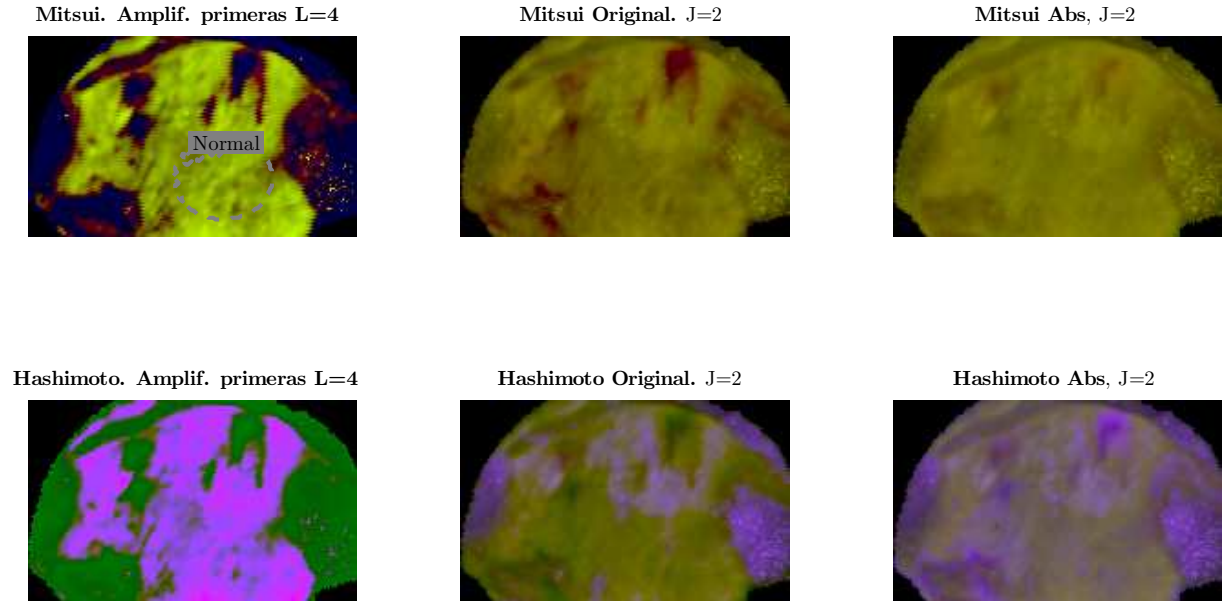 Mitsui. Amplif. primeras L=4
Mitsui Original. J=2
Mitsui Abs, J=2
Normal
Hashimoto. Amplif. primeras L=4
Hashimoto Original. J=2
Hashimoto Abs, J=2